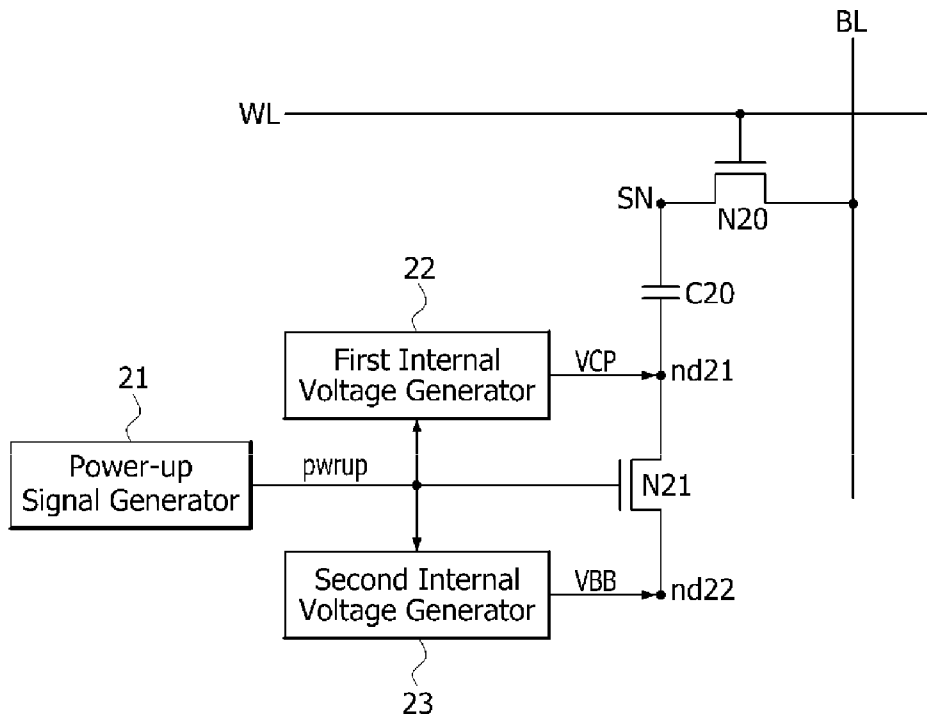 BL
WL
SN
N20
22
C20
First Internal
Voltage Generator
VCP
nd21
21
Power-up
Signal Generator
pwrup
N21
Second Internal
Voltage Generator
VBB
nd22
23